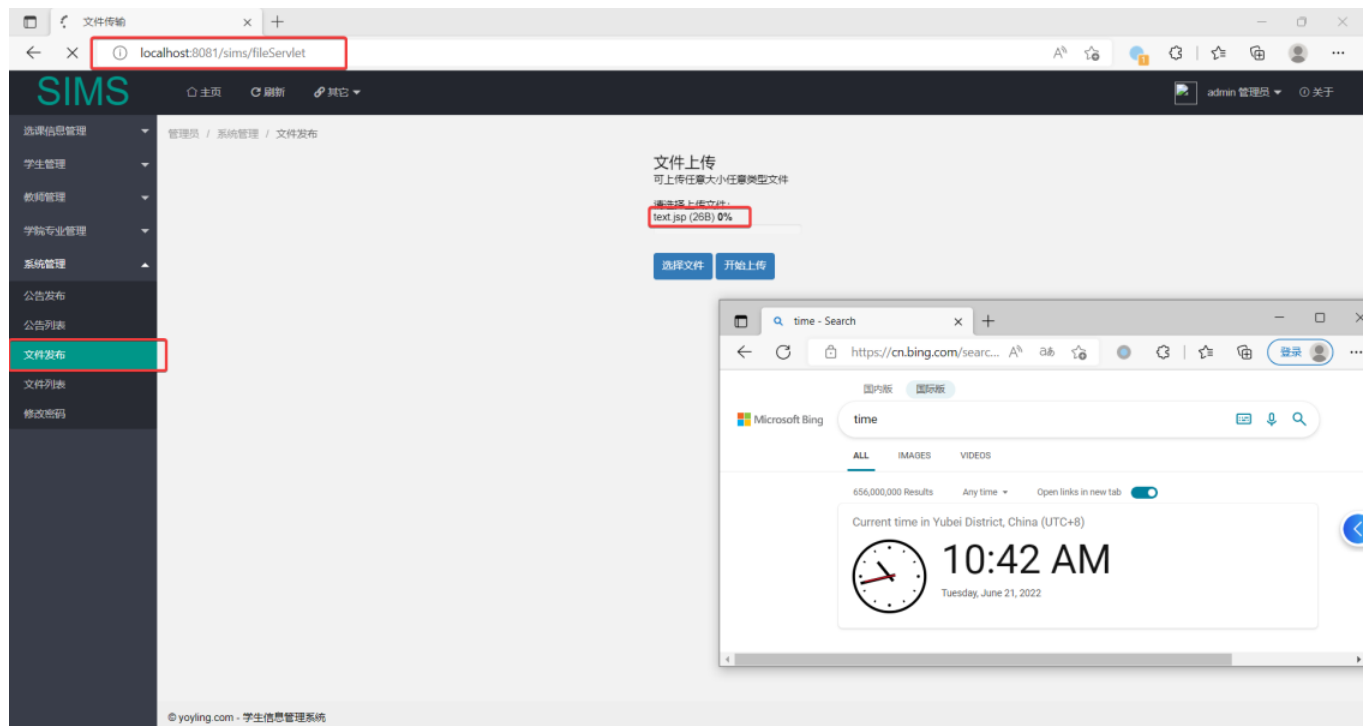 文件传输
localhost:8081/sims/fileServlet
SIMS
主页 刷新 其它
admin 管理员 关于
选课信息管理
学生管理
教师管理
学院专业管理
系统管理
公告发布
公告列表
文件发布
文件列表
修改密码
管理员 / 系统管理 / 文件发布
文件上传
可上传任意大小任意类型文件
请选择上传文件:
text.jsp (26B) 0%
选择文件 开始上传
time - Search
https://cn.bing.com/searc... 登录
国内版 国际版
Microsoft Bing time
ALL IMAGES VIDEOS
656,000,000 Results Any time Open links in new tab
Current time in Yubei District, China (UTC+8)
10:42 AM
Tuesday, June 21, 2022
© yoyling.com - 学生信息管理系统